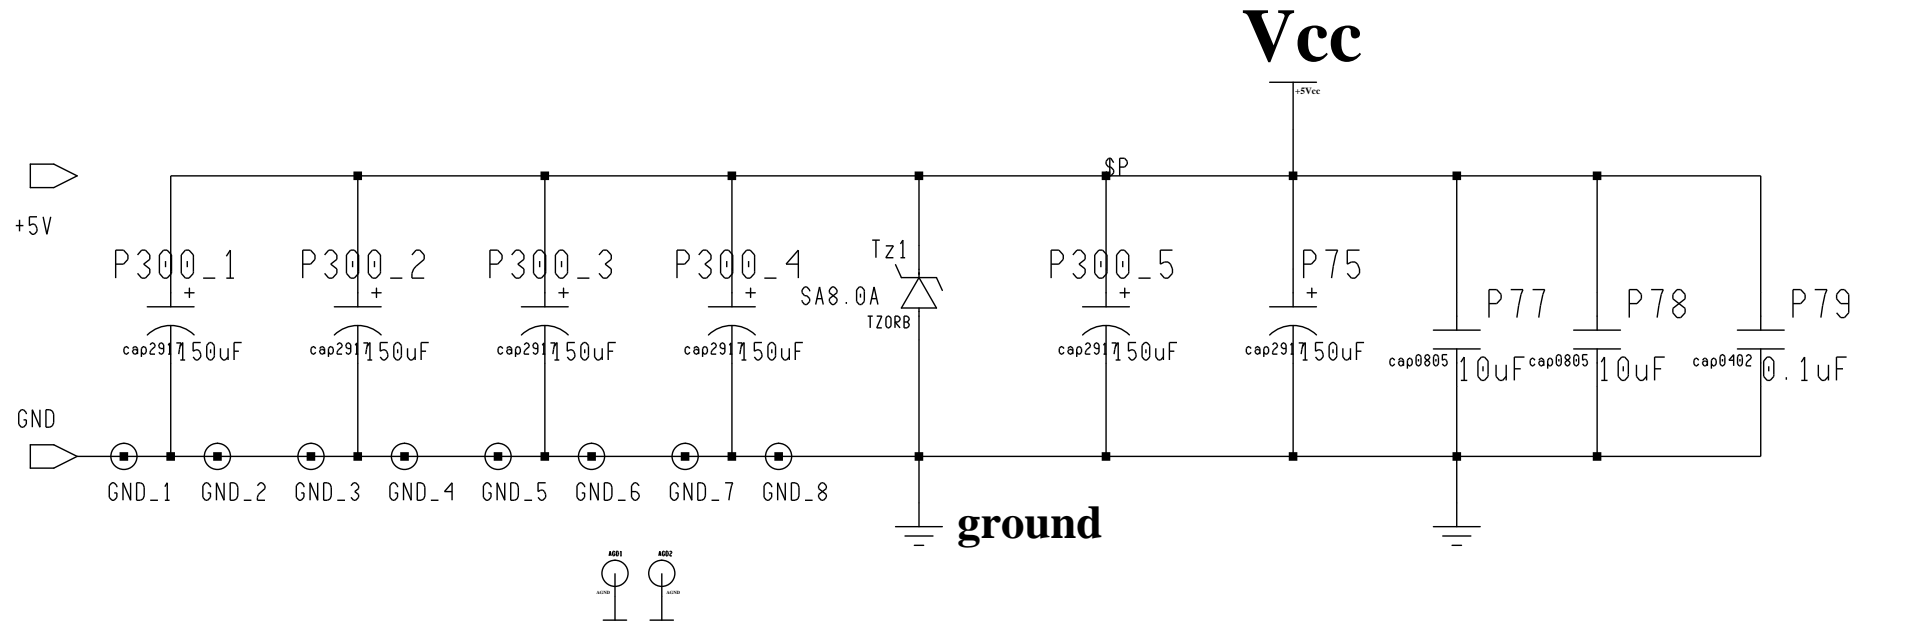 Vcc
+5Vcc
$P
+5V
P300_1
P300_2
P300_3
P300_4
Tz1
P300_5
P75
+
+
+
+
SA8.0A
+
+
P77
P78
P79
TZORB
cap2917 150uF
cap2917 150uF
cap2917 150uF
cap2917 150uF
cap2917 150uF
cap2917 150uF
cap0805 10uF
cap0805 10uF
cap0402 0.1uF
GND
GND_1
GND_2
GND_3
GND_4
GND_5
GND_6
GND_7
GND_8
ground
AGD1
AGD2
AGND
AGND